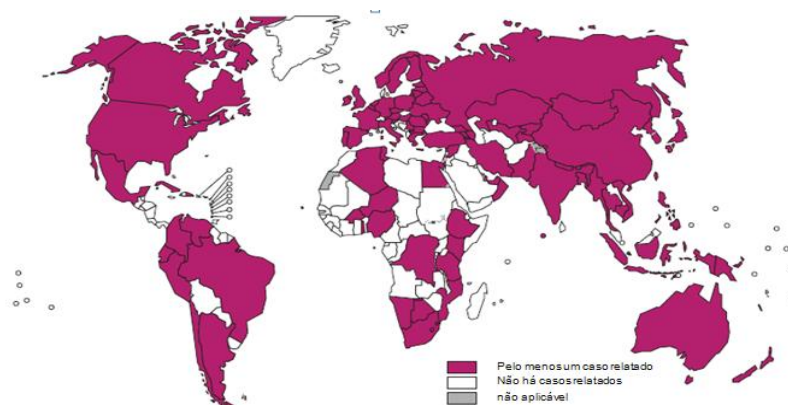 Pelo menos um caso relatado
Não há casos relatados
não aplicável